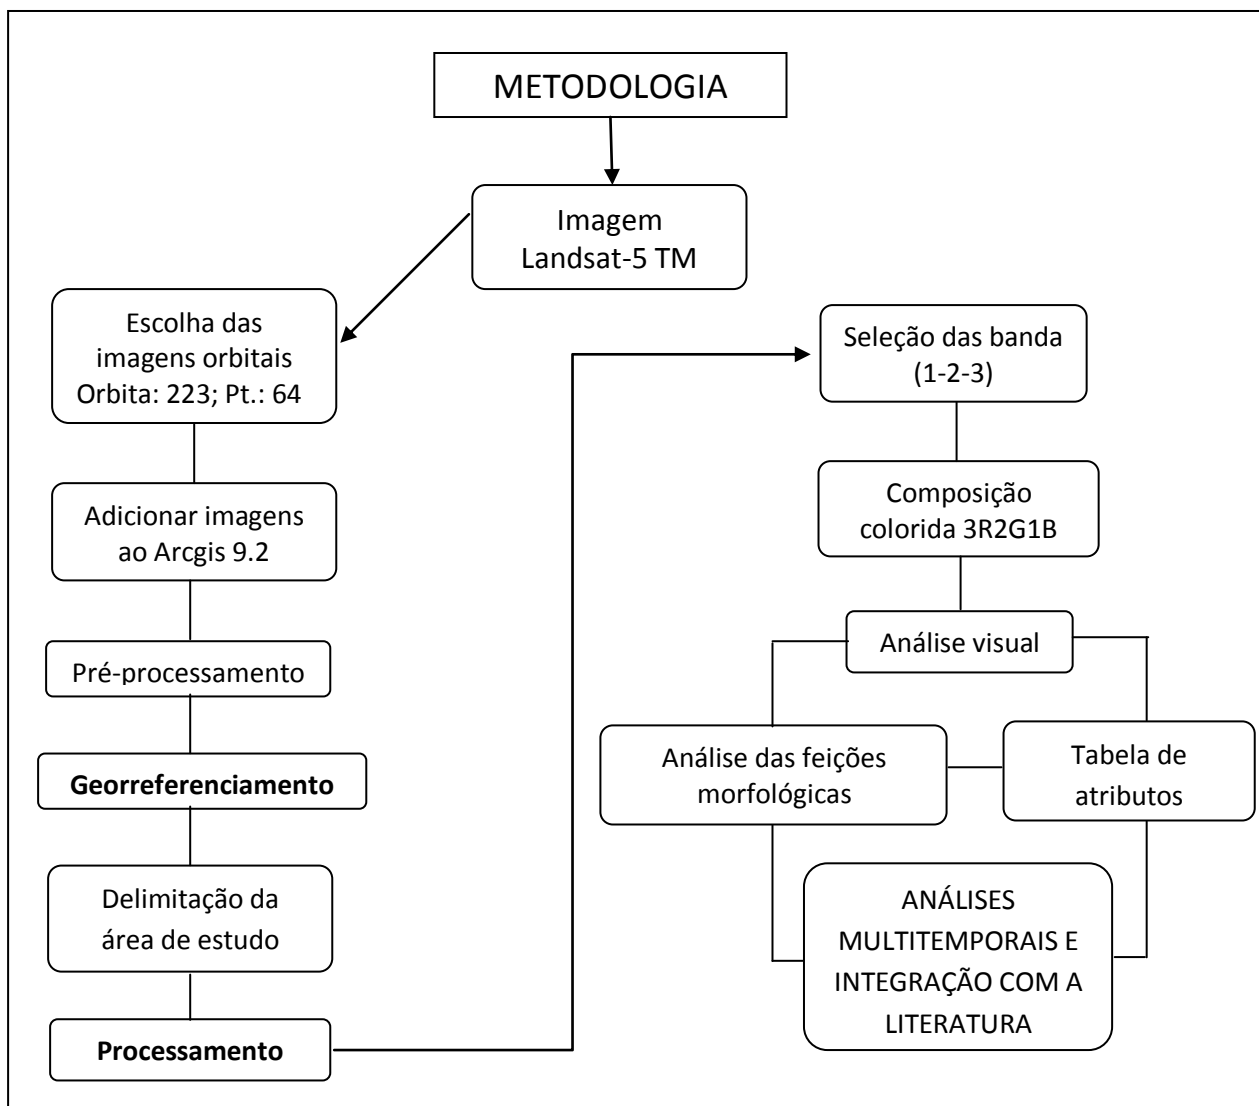 METODOLOGIA
Imagem
Landsat-5 TM
Escolha das
imagens orbitais
Orbita: 223; Pt.: 64
Adicionar imagens
ao Arcgis 9.2
Pré-processamento
Georreferenciamento
Delimitação da
área de estudo
Processamento
Seleção das banda
(1-2-3)
Composição
colorida 3R2G1B
Análise visual
Análise das feições
morfológicas
Tabela de
atributos
ANÁLISES
MULTITEMPORAIS E
INTEGRAÇÃO COM A
LITERATURA